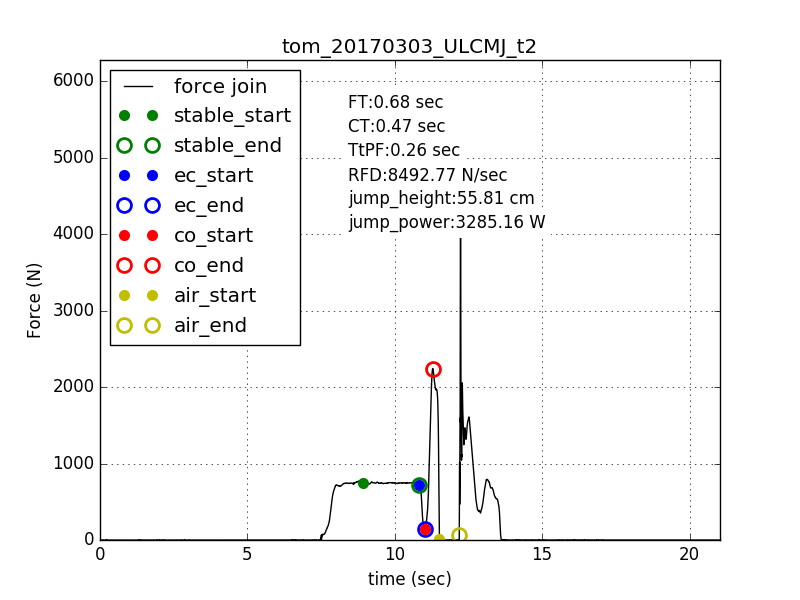 tom_20170303_ULCMJ_t2
6000
5000
4000
3000
2000
1000
0
Force (N)
force join
stable_start
stable_end
ec_start
ec_end
co_start
co_end
air_start
air_end
FT:0.68 sec
CT:0.47 sec
TtPF:0.26 sec
RFD:8492.77 N/sec
jump_height:55.81 cm
jump_power:3285.16 W
0 5 10 15 20
time (sec)